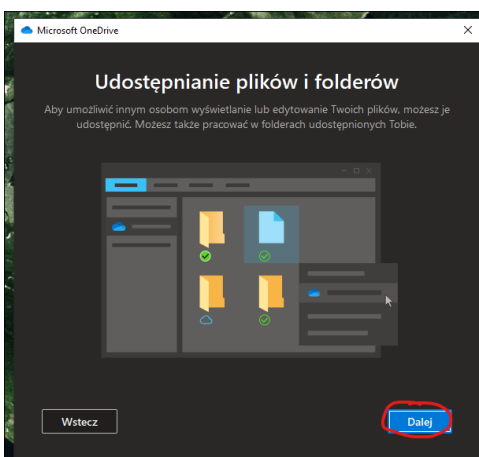 Microsoft OneDrive
Udostępnianie plików i folderów
Aby umożliwić innym osobom wyświetlanie lub edytowanie Twoich plików, możesz je
udostępnić. Możesz także pracować w folderach udostępnionych Tobie.
Wstecz
Dalej